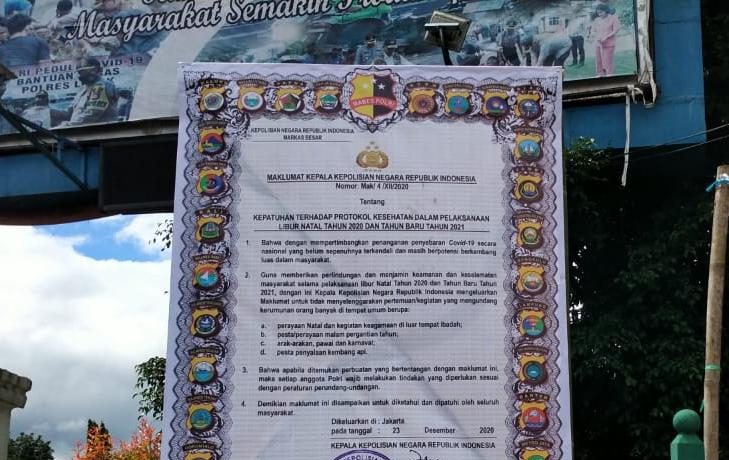 Masyarakat Semakin
BANTUAN
POLRES
MABES POLRI
KEPOLISIAN NEGARA REPUBLIK INDONESIA
MARKAS BESAR
MAKLUMAT KEPALA KEPOLISIAN NEGARA REPUBLIK INDONESIA
Nomor: Mak/ 4 /XII/2020
Tentang
KEPATUHAN TERHADAP PROTOKOL KESEHATAN DALAM PELAKSANAAN
LIBUR NATAL TAHUN 2020 DAN TAHUN BARU TAHUN 2021
1. Bahwa dengan mempertimbangkan penanganan penyebaran Covid-19 secara
nasional yang belum sepenuhnya terkendali dan masih berpotensi berkembang
luas dalam masyarakat.
2. Guna memberikan perlindungan dan menjamin keamanan dan keselamatan
masyarakat selama pelaksanaan libur Natal Tahun 2020 dan Tahun Baru Tahun
2021, dengan ini Kepala Kepolisian Negara Republik Indonesia mengeluarkan
Maklumat untuk tidak menyelenggarakan pertemuan/kegiatan yang mengundang
kerumunan orang banyak di tempat umum berupa:
a. perayaan Natal dan kegiatan keagamaan di luar tempat ibadah;
b. pesta/perayaan malam pergantian tahun;
c. arak-arakan, pawai dan karnaval;
d. pesta penyalaan kembang api.
3. Bahwa apabila ditemukan perbuatan yang bertentangan dengan maklumat ini,
maka setiap anggota Polri wajib melakukan tindakan yang diperlukan sesuai
dengan peraturan perundang-undangan.
4. Demikian maklumat ini disampaikan untuk diketahui dan dipatuhi oleh seluruh
masyarakat.
Dikeluarkan di: Jakarta
pada tanggal : 23 Desember 2020
KEPALA KEPOLISIAN NEGARA REPUBLIK INDONESIA